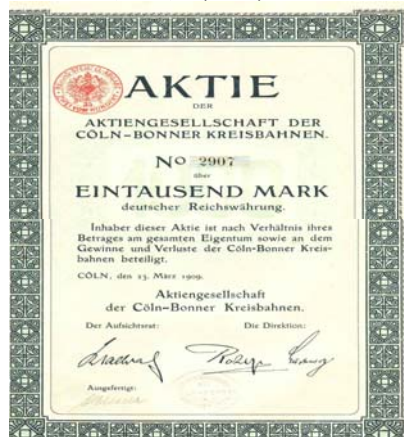 AKTIE
DER
AKTIENGESELLSCHAFT DER
CÖLN-BONNER KREISBAHNEN.
No 2907
über
EINTAUSEND MARK
deutscher Reichswährung.
Inhaber dieser Aktie ist nach Verhältnis ihres
Betrages am gesamten Eigentum sowie an dem
Gewinne und Verluste der Cöln-Bonner Kreis-
bahnen beteiligt.
CÖLN, den 23. März 1909.
Aktiengesellschaft
der Cöln-Bonner Kreisbahnen.
Der Aufsichtsrat: Die Direktion:
Ausgefertigt: